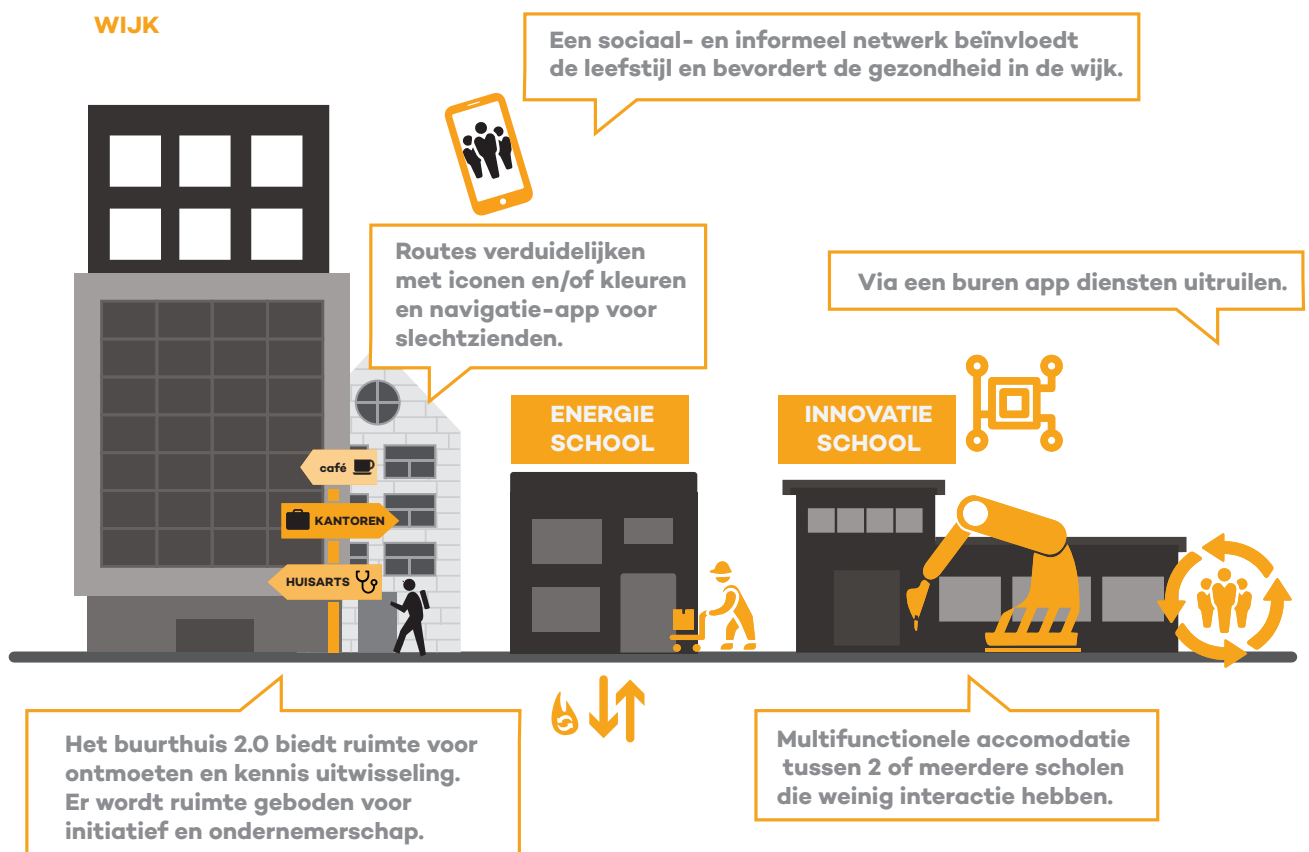 WIJK
Een sociaal- en informeel netwerk beïnvloedt
de leefstijl en bevordert de gezondheid in de wijk.
Routes verduidelijken
met iconen en/of kleuren
en navigatie-app voor
slechtzienden.
Via een buren app diensten uitruilen.
ENERGIE
SCHOOL
INNOVATIE
SCHOOL
café
KANTOREN
HUISARTS
Het buurthuis 2.0 biedt ruimte voor
ontmoeten en kennis uitwisseling.
Er wordt ruimte geboden voor
initiatief en ondernemerschap.
Multifunctionele accomodatie
tussen 2 of meerdere scholen
die weinig interactie hebben.